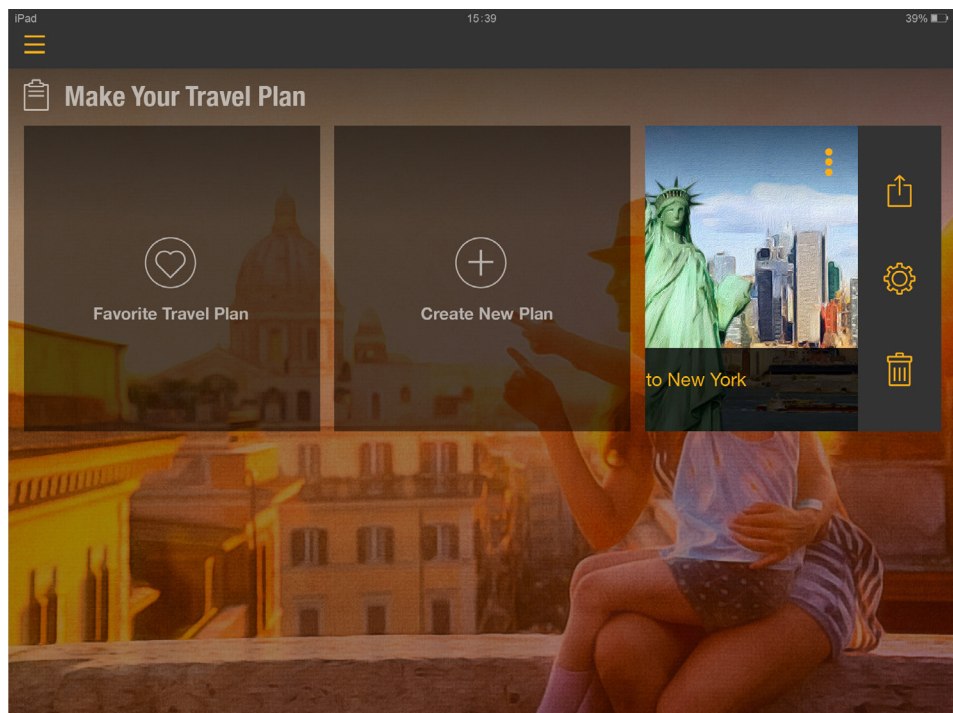 iPad 15:39 39%
Make Your Travel Plan
Favorite Travel Plan
Create New Plan
to New York